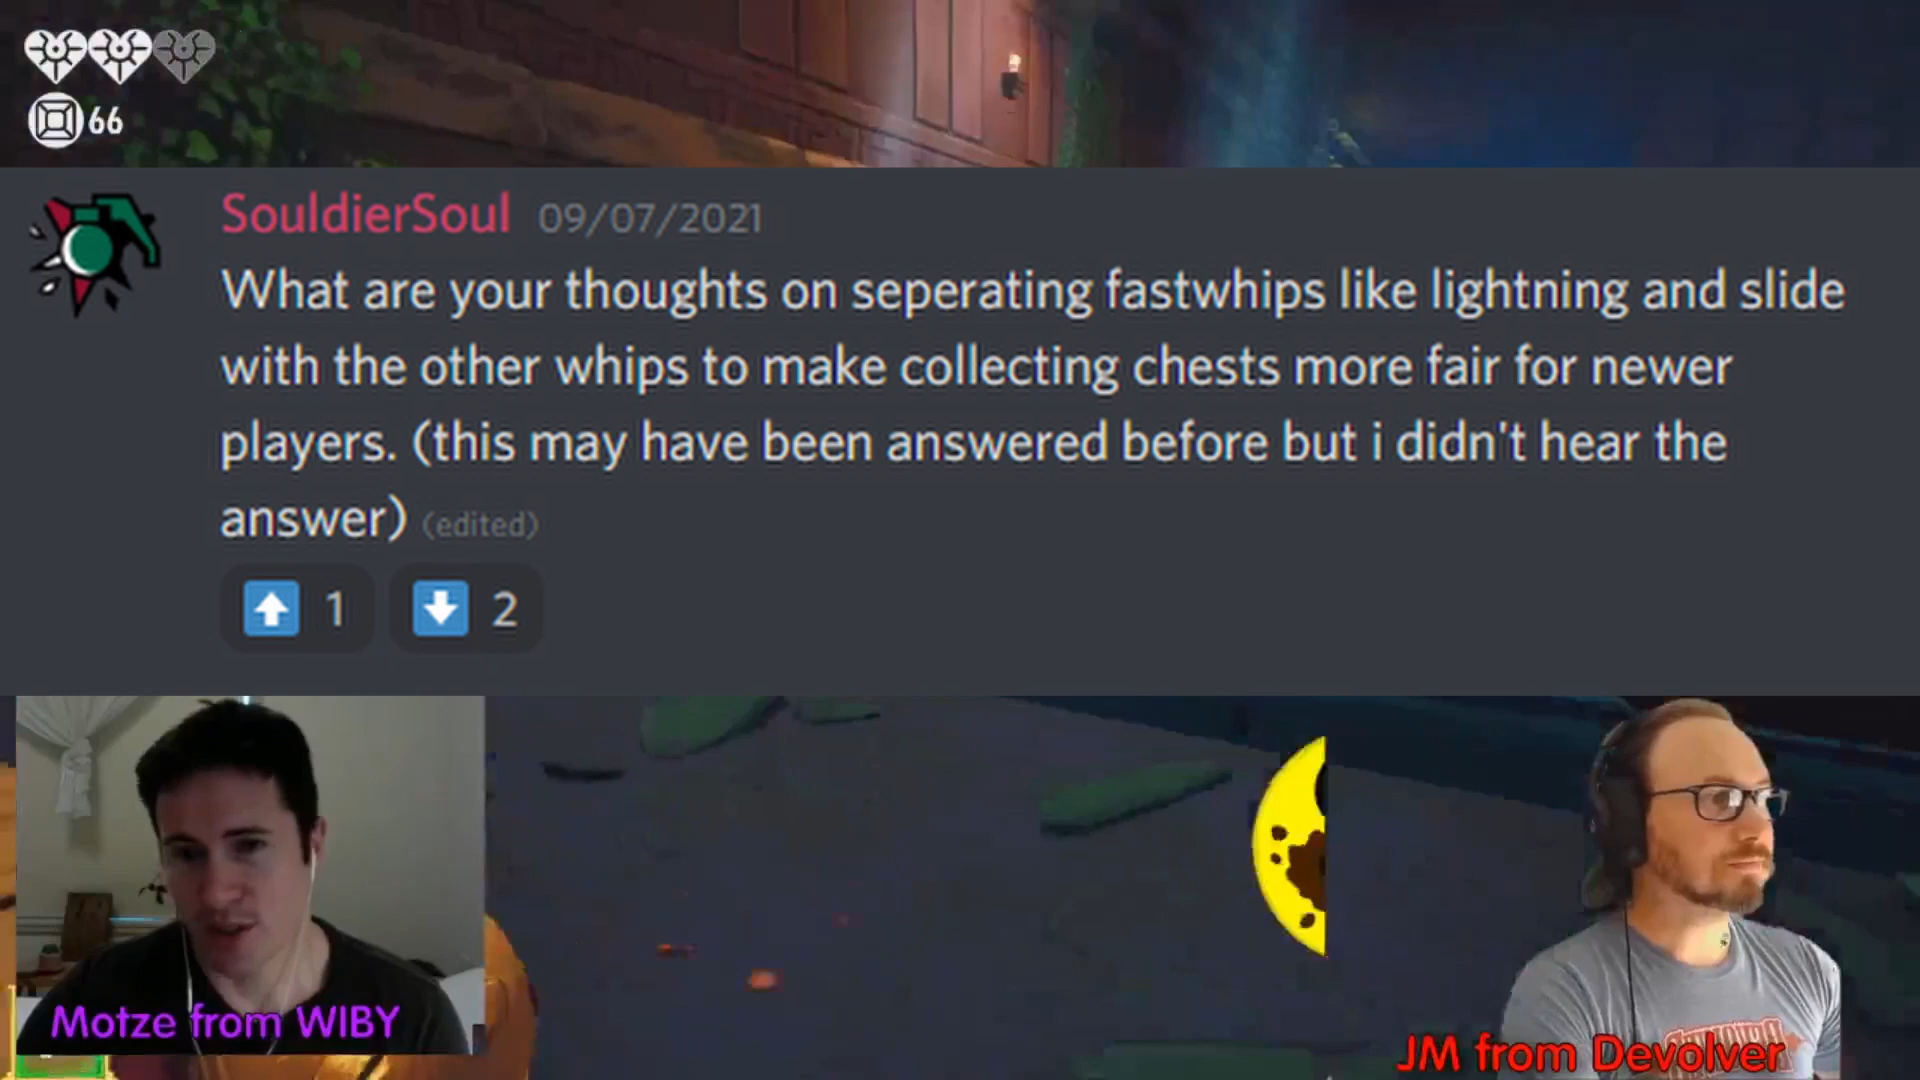 66
SouldierSoul 09/07/2021
What are your thoughts on seperating fastwhips like lightning and slide
with the other whips to make collecting chests more fair for newer
players. (this may have been answered before but i didn't hear the
answer) (edited)
1 2
Motze from WIBY
JM from Devolver